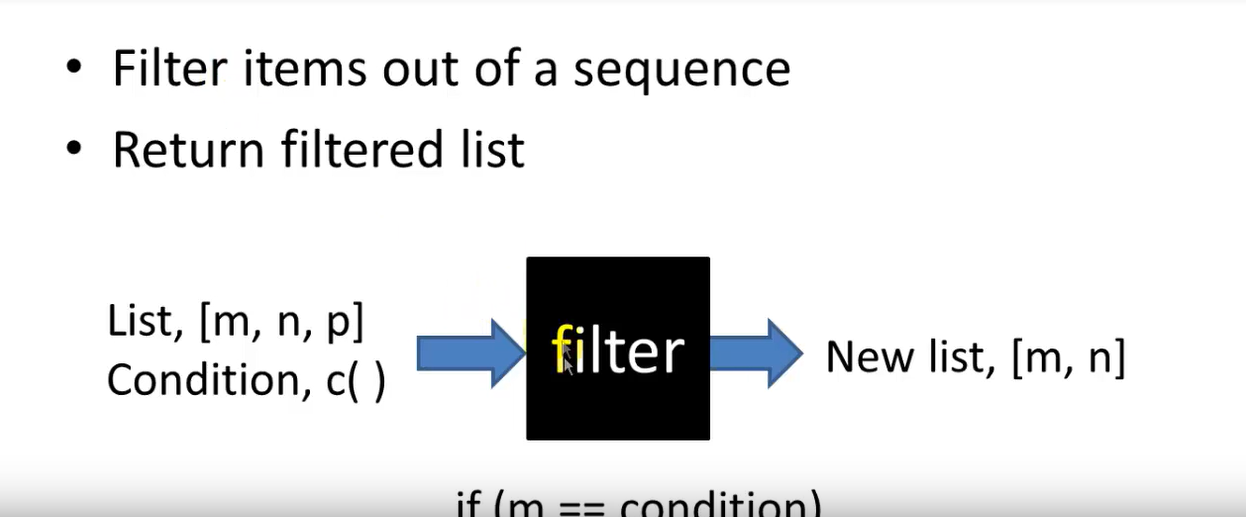 • Filter items out of a sequence
• Return filtered list
List, [m, n, p]
Condition, c( )
filter
New list, [m, n]
if (m == condition)